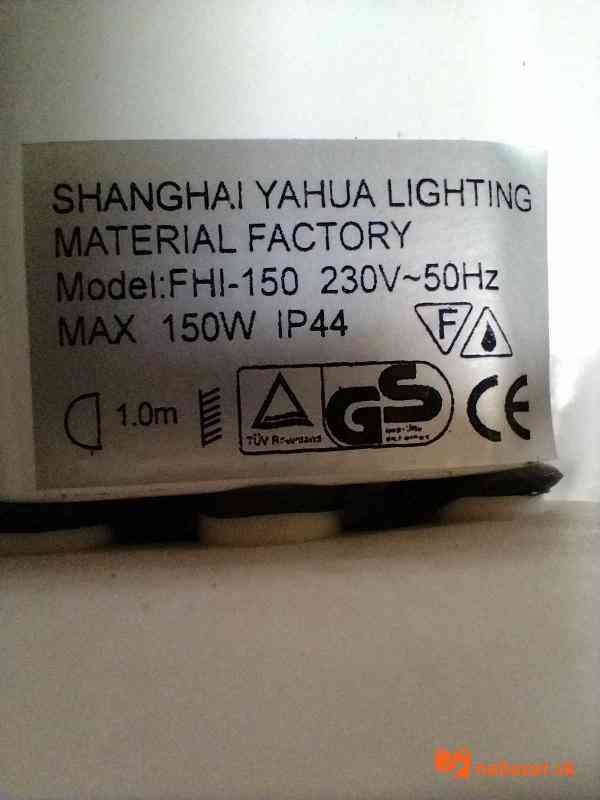 SHANGHAI YAHUA LIGHTING
MATERIAL FACTORY
Model:FHI-150 230V~50Hz
MAX 150W IP44
F
1.0m
TÜV Rheinland
GS
CE